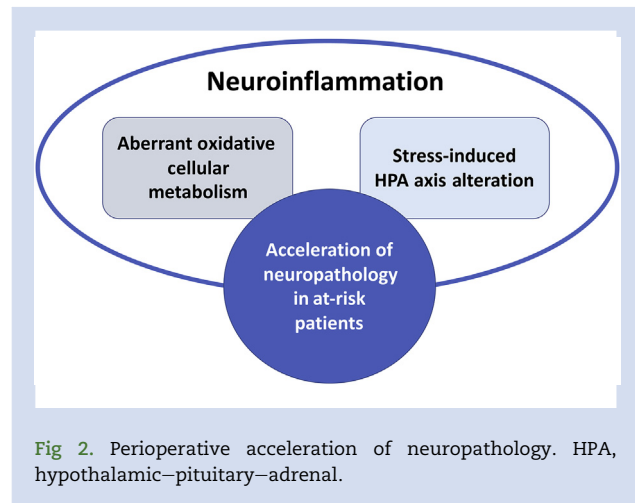 Neuroinflammation
Aberrant oxidative
cellular
metabolism
Stress-induced
HPA axis alteration
Acceleration of
neuropathology
in at-risk
patients
Fig 2. Perioperative acceleration of neuropathology. HPA,
hypothalamic–pituitary–adrenal.